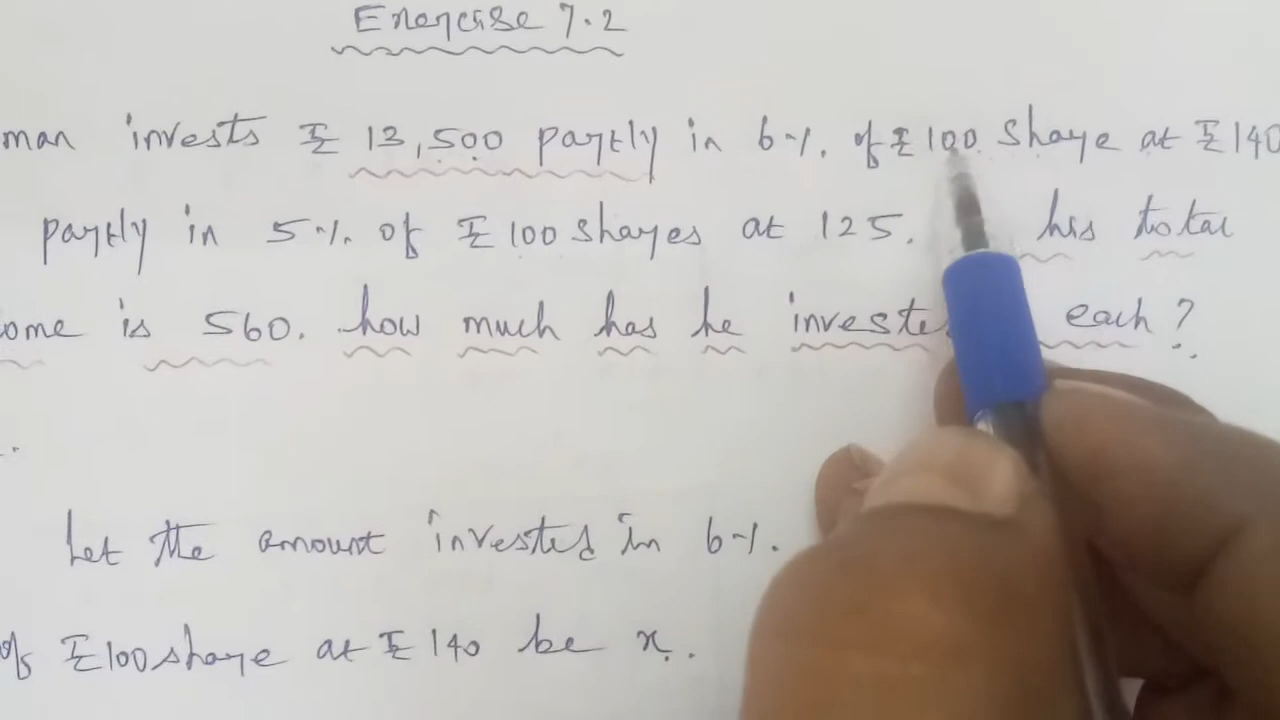 Exercise 7.2
man invests ₹ 13,500 partly in 6%. of ₹100 Share at ₹140
partly in 5%. of ₹100 Shares at 125. his total
ome is 560. how much has he invested each?
Let the amount invested in 6%.
of ₹100 share at ₹140 be x.